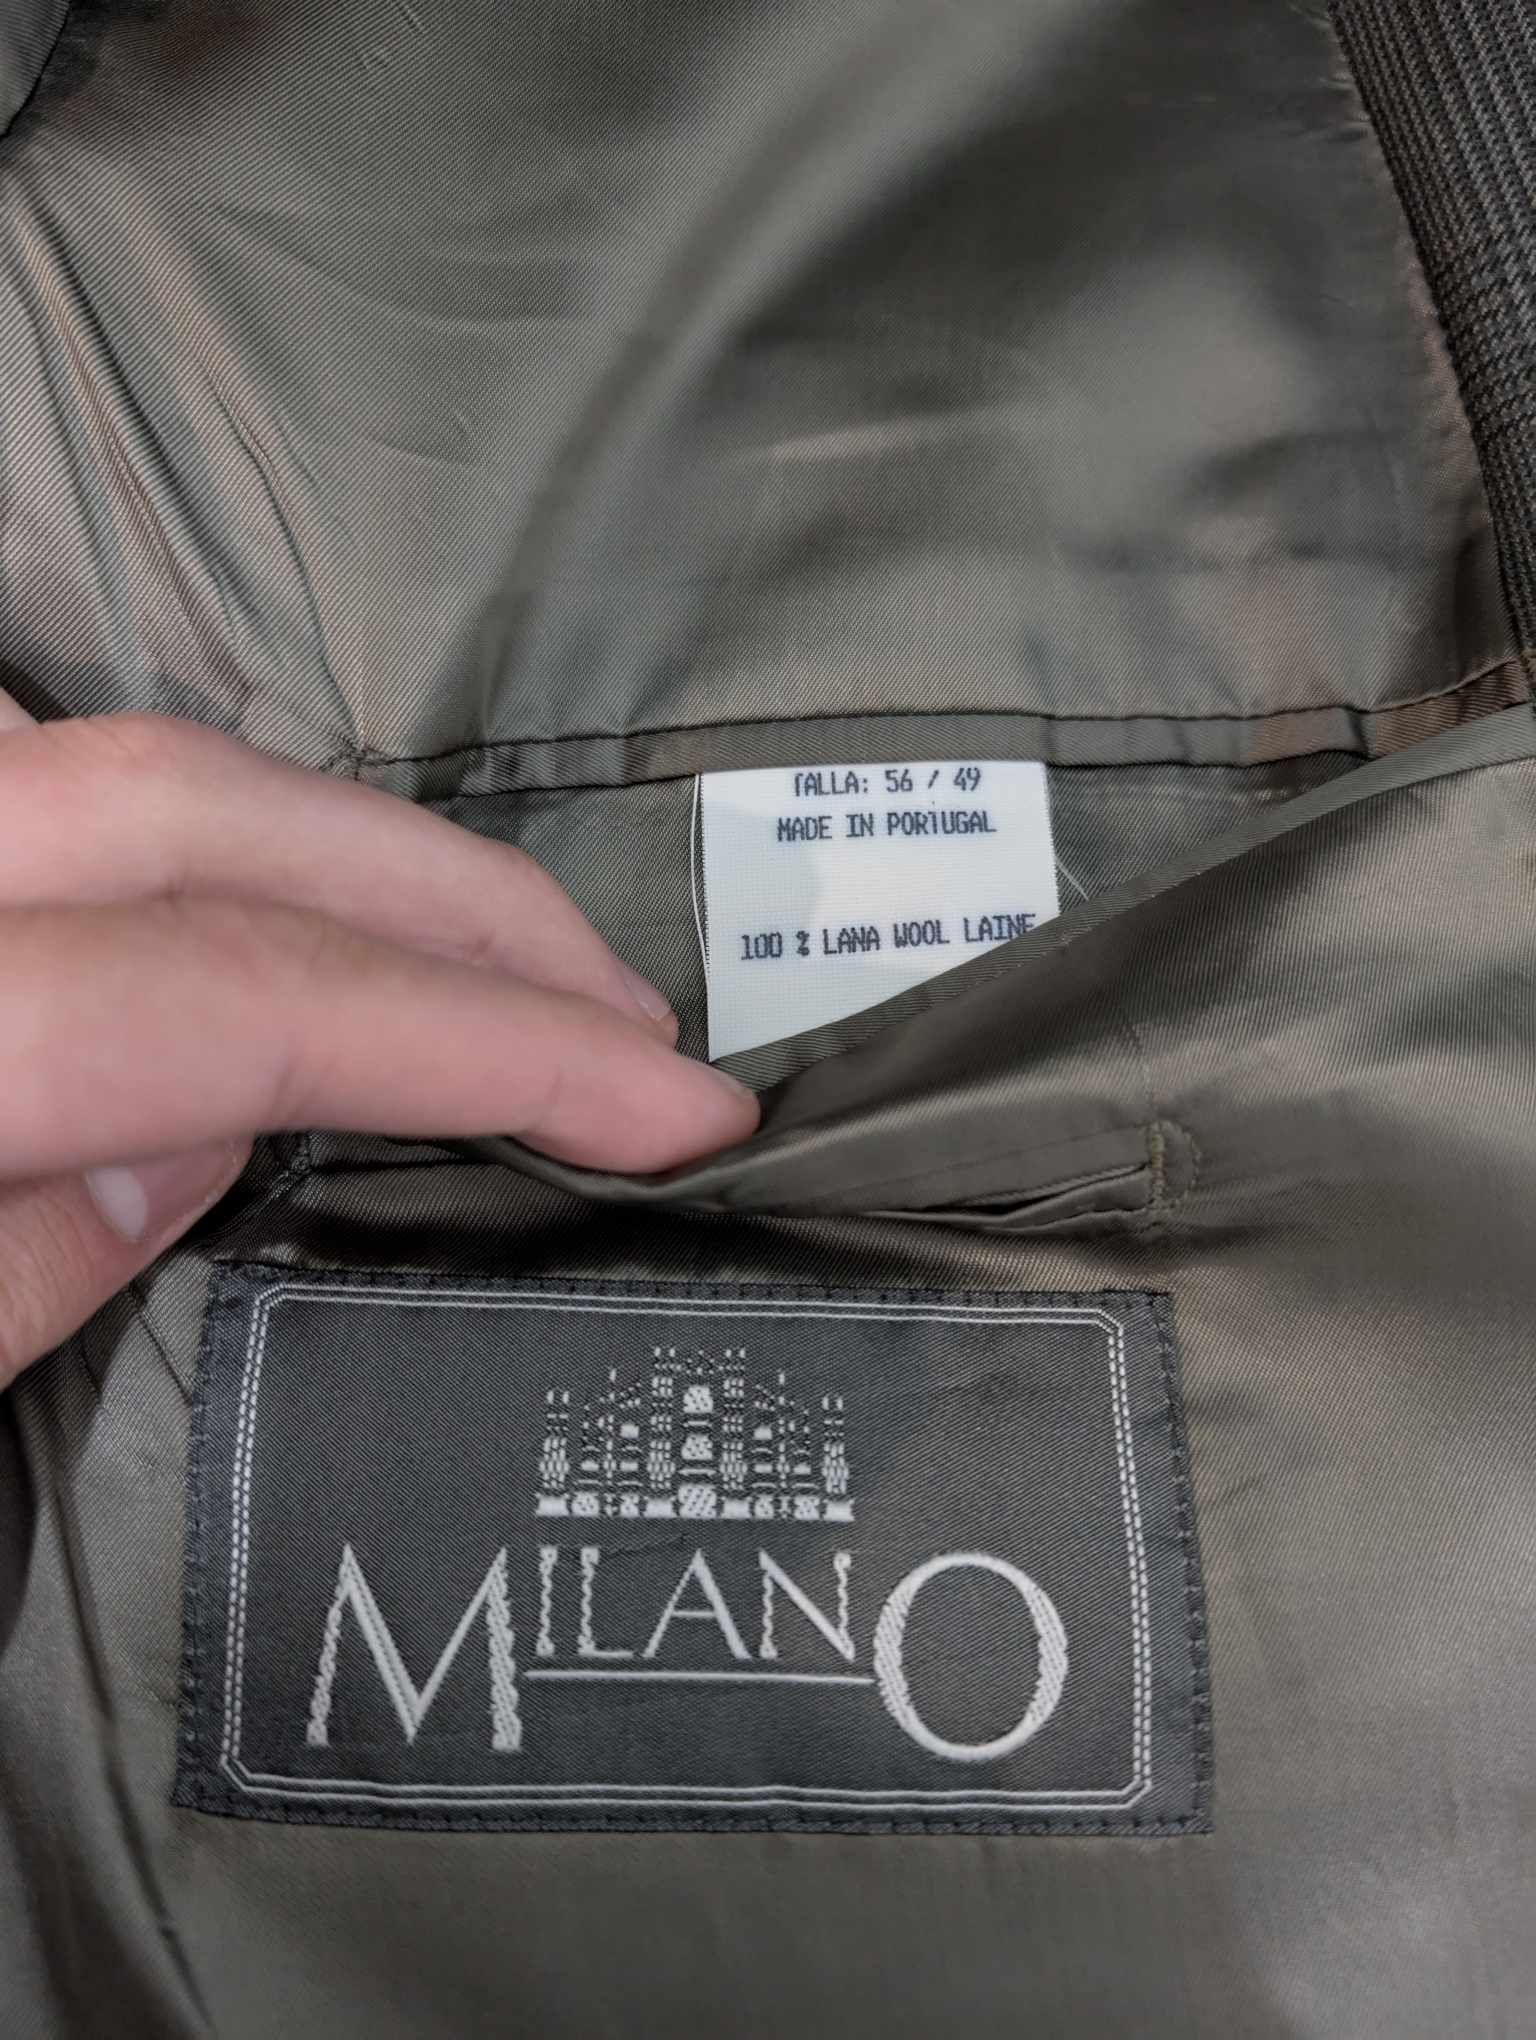 TALLA: 56 / 49
MADE IN PORTUGAL
100 % LANA WOOL LAINE
MILANO